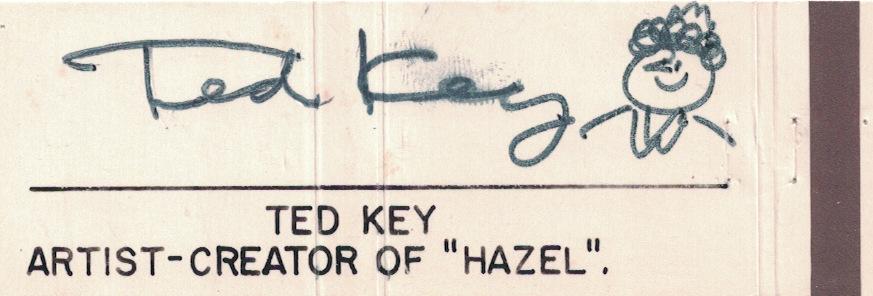 Ted Key
TED KEY
ARTIST-CREATOR OF "HAZEL".